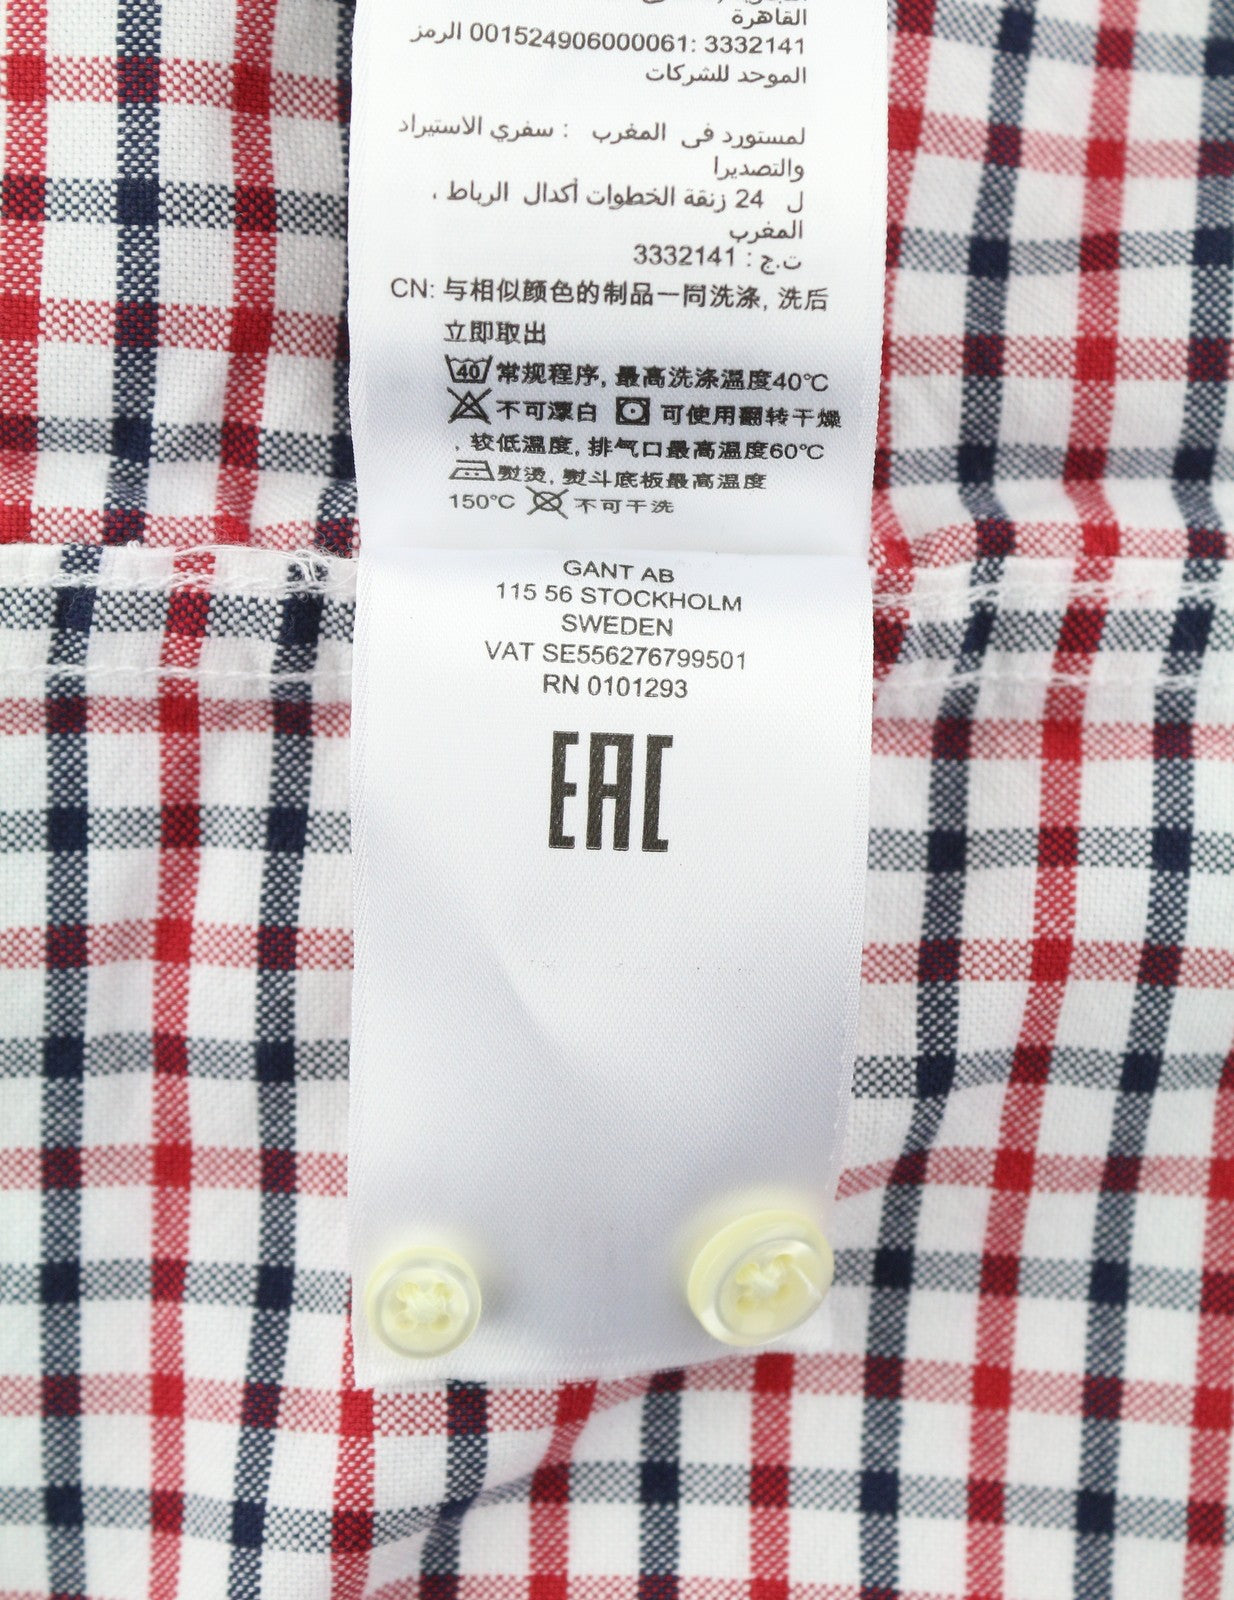 القاهرة
001524906000061: 3332141 الرمز
الموحد للشركات
لمستورد فى المغرب : سفري الاستيراد
والتصديرا
ل 24 زنقة الخطوات أكدال الرباط ،
المغرب
ت.ج : 3332141
CN: 与相似颜色的制品一同洗涤, 洗后
立即取出
40 常规程序, 最高洗涤温度40°C
不可漂白 可使用翻转干燥
, 较低温度, 排气口最高温度60°C
熨烫, 熨斗底板最高温度
150°C 不可干洗
GANT AB
115 56 STOCKHOLM
SWEDEN
VAT SE556276799501
RN 0101293
EAC